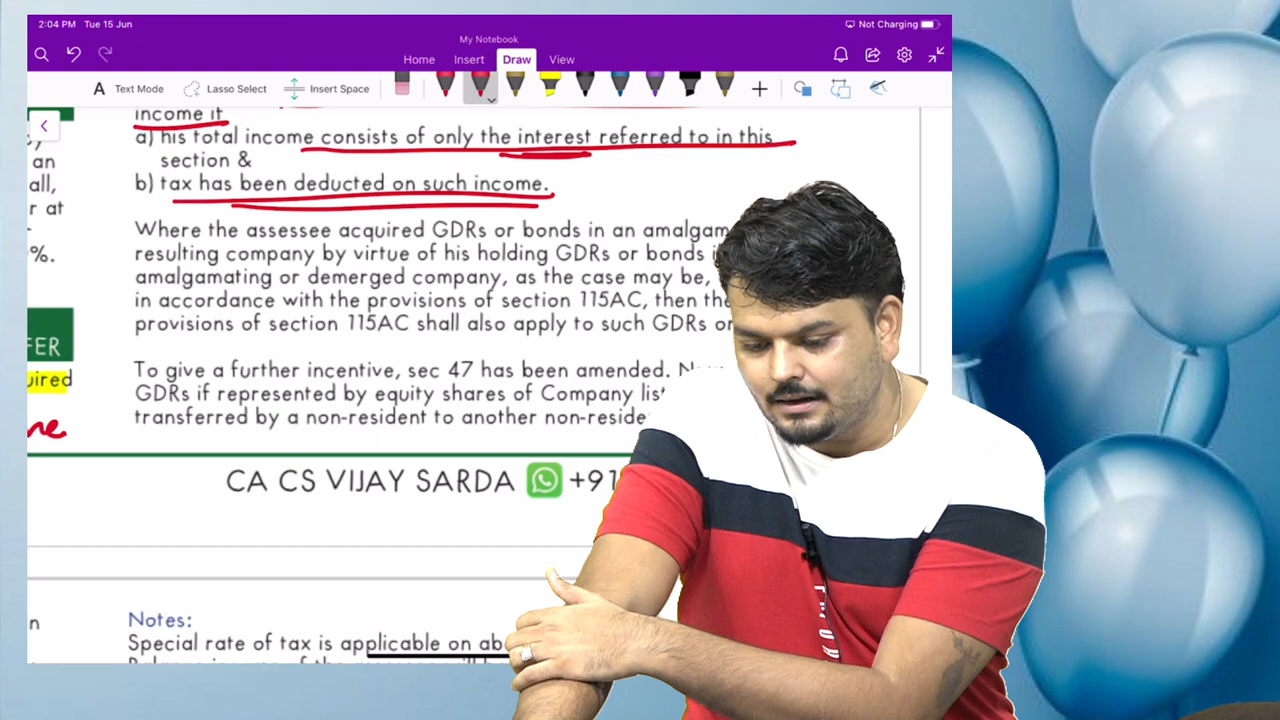 2:04 PM Tue 15 Jun
Not Charging
My Notebook
Home Insert Draw View
A Text Mode Lasso Select Insert Space
income if
a) his total income consists of only the interest referred to in this
section &
b) tax has been deducted on such income.
an
all,
r at
%.
Where the assessee acquired GDRs or bonds in an amalgam
resulting company by virtue of his holding GDRs or bonds
amalgamating or demerged company, as the case may be,
in accordance with the provisions of section 115AC, then the
provisions of section 115AC shall also apply to such GDRs or
FER
uired
ne
To give a further incentive, sec 47 has been amended.
GDRs if represented by equity shares of Company list
transferred by a non-resident to another non-reside
CA CS VIJAY SARDA +91
n
Notes:
Special rate of tax is applicable on ab